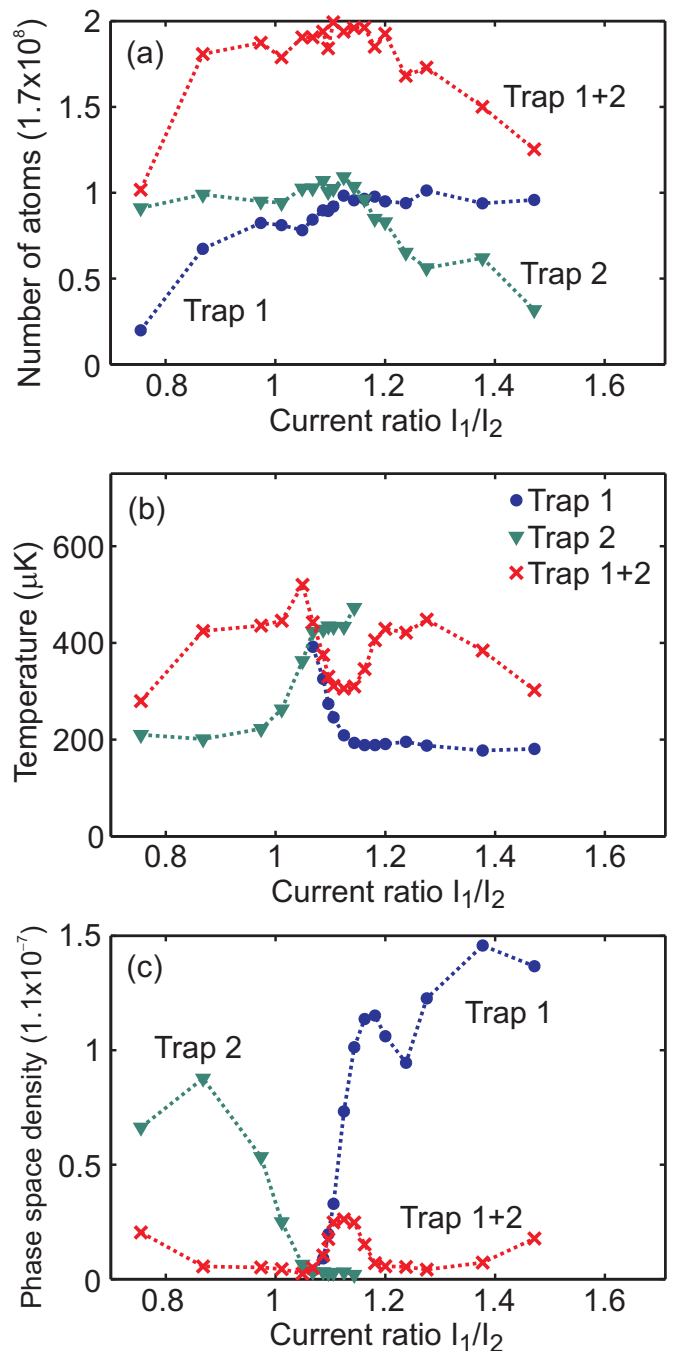 (a)
Number of atoms (1.7x10⁸)
2
1.5
1
0.5
0
Trap 1+2
Trap 2
Trap 1
0.8 1 1.2 1.4 1.6
Current ratio I₁/I₂
(b)
Trap 1
Trap 2
Trap 1+2
Temperature (μK)
600
400
200
0
0.8 1 1.2 1.4 1.6
Current ratio I₁/I₂
(c)
Phase space density (1.1x10⁻⁷)
1.5
1
0.5
0
Trap 1
Trap 2
Trap 1+2
0.8 1 1.2 1.4 1.6
Current ratio I₁/I₂